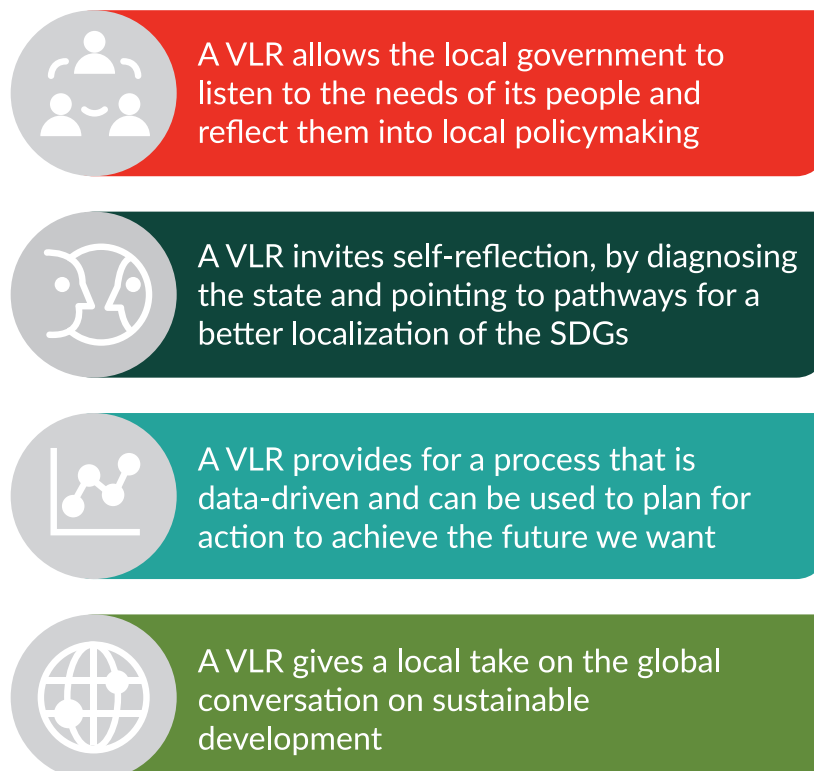 A VLR allows the local government to
listen to the needs of its people and
reflect them into local policymaking
A VLR invites self-reflection, by diagnosing
the state and pointing to pathways for a
better localization of the SDGs
A VLR provides for a process that is
data-driven and can be used to plan for
action to achieve the future we want
A VLR gives a local take on the global
conversation on sustainable
development